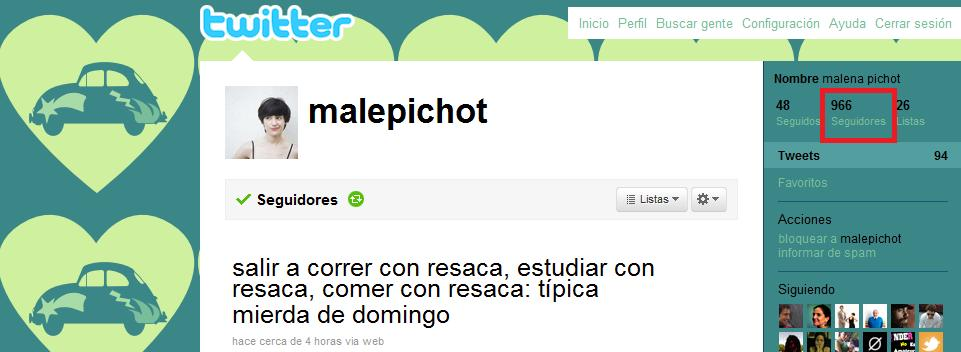 twitter
Inicio Perfil Buscar gente Configuración Ayuda Cerrar sesión
malepichot
Seguidores
Listas
salir a correr con resaca, estudiar con
resaca, comer con resaca: típica
mierda de domingo
hace cerca de 4 horas via web
Nombre malena pichot
48 966 26
Seguidos Seguidores Listas
Tweets 94
Favoritos
Acciones
bloquear a malepichot
informar de spam
Siguiendo